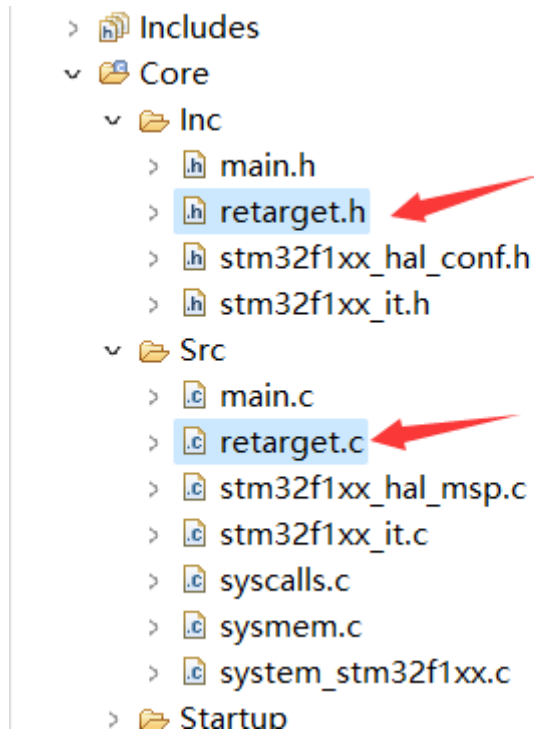 Includes
Core
Inc
main.h
retarget.h
stm32f1xx_hal_conf.h
stm32f1xx_it.h
Src
main.c
retarget.c
stm32f1xx_hal_msp.c
stm32f1xx_it.c
syscalls.c
sysmem.c
system_stm32f1xx.c
Startup